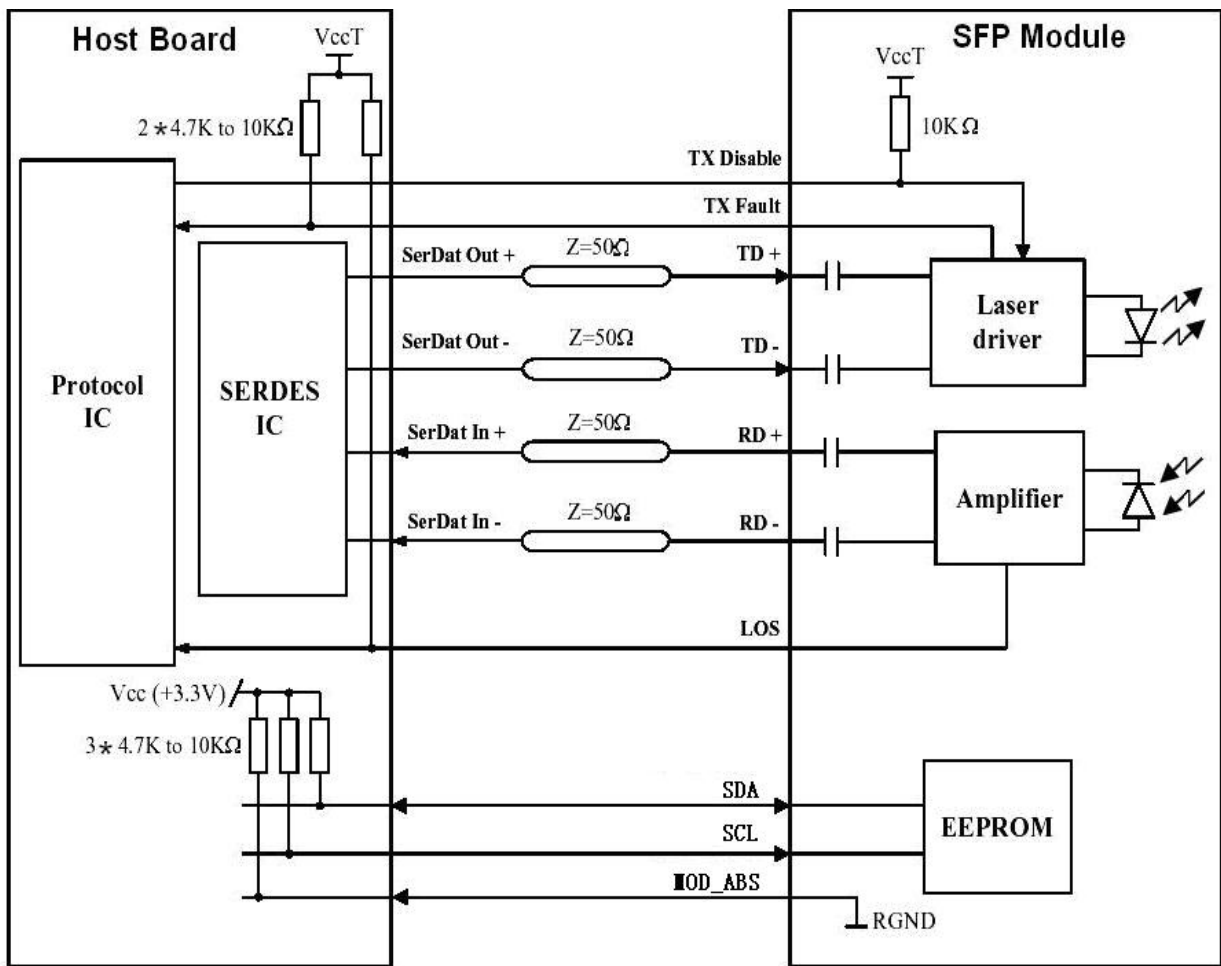 Host Board
SFP Module
VccT
VccT
2*4.7K to 10KΩ
10KΩ
TX Disable
TX Fault
SerDat Out +
Z=50Ω
TD +
SerDat Out -
Z=50Ω
TD -
Laser
driver
Protocol
IC
SERDES
IC
SerDat In +
Z=50Ω
RD +
SerDat In -
Z=50Ω
RD -
Amplifier
LOS
Vcc (+3.3V)
3*4.7K to 10KΩ
SDA
SCL
EEPROM
MOD_ABS
RGND